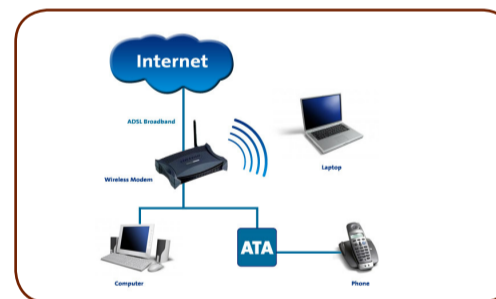 Internet
ADSL Broadband
Wireless Modem
Laptop
ATA
Computer
Phone